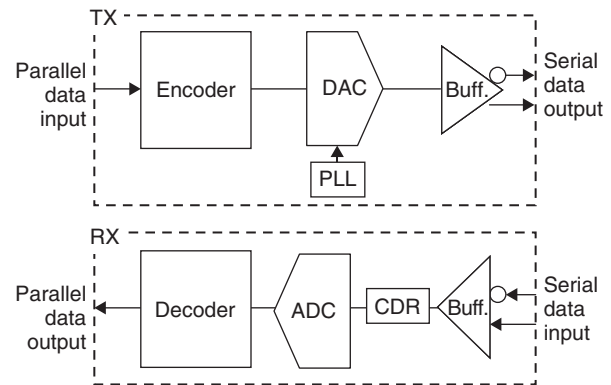 TX
Parallel
data
input
Encoder
DAC
PLL
Buff.
Serial
data
output
RX
Parallel
data
output
Decoder
ADC
CDR
Buff.
Serial
data
input